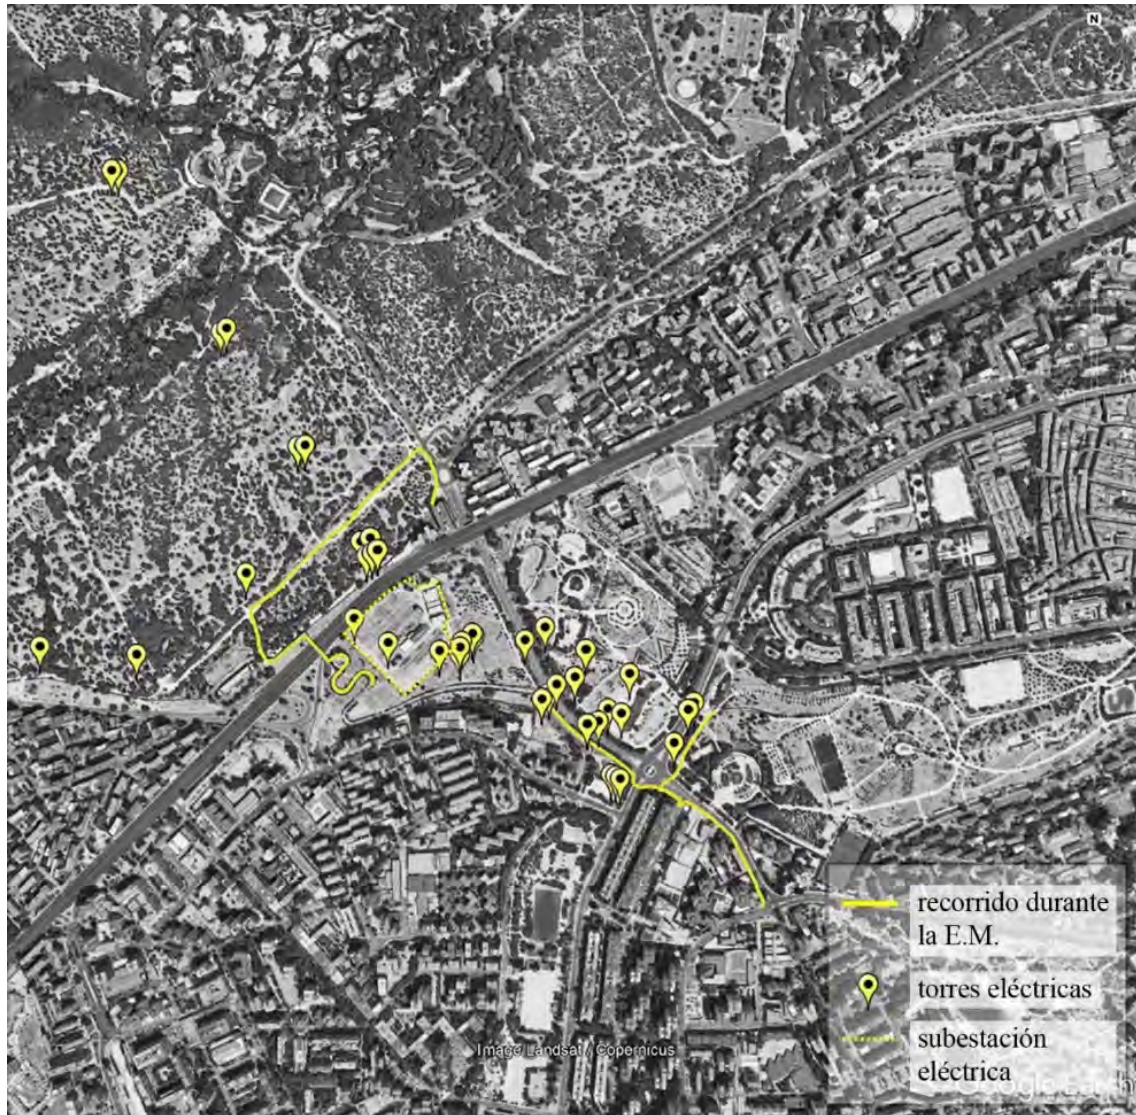 N
recorrido durante
la E.M.
torres eléctricas
subestación
eléctrica
Image Landsat / Copernicus
Google Earth